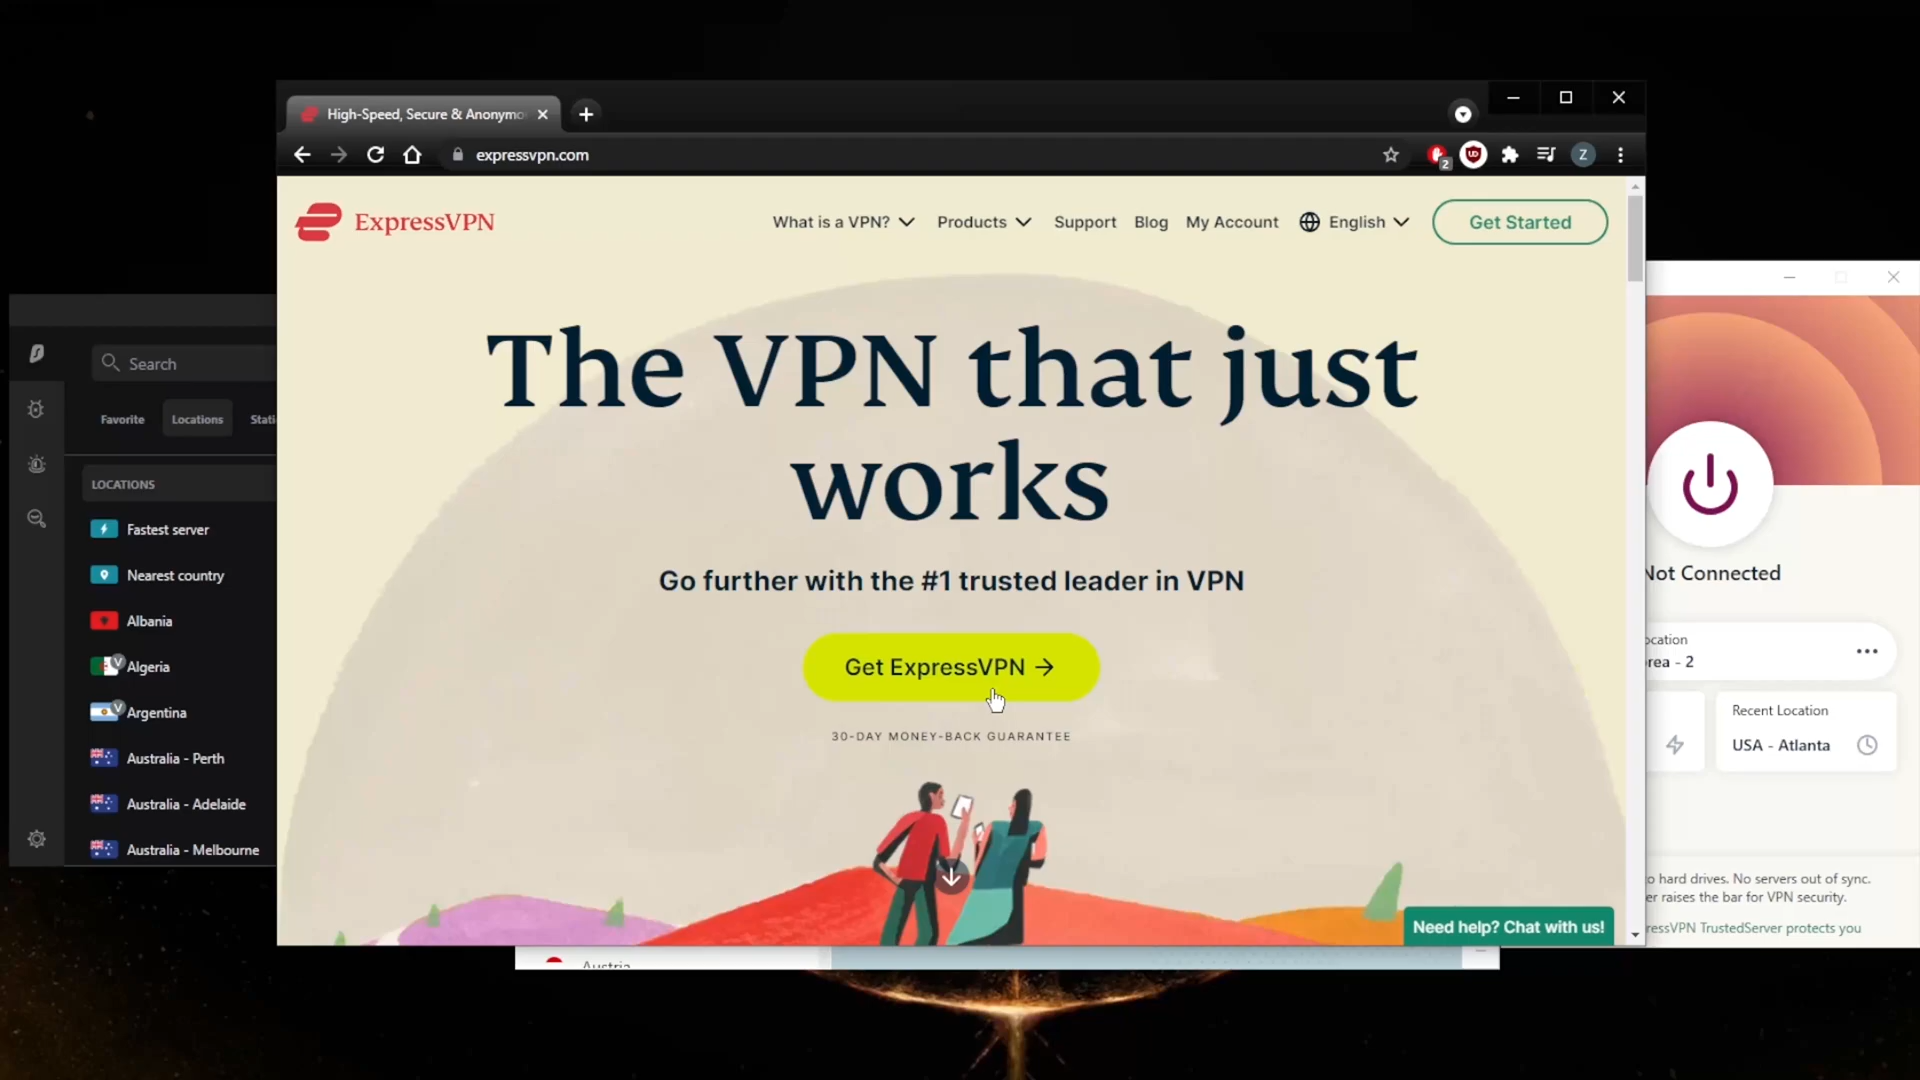 High-Speed, Secure & Anonymo
expressvpn.com
2
Z
ExpressVPN
What is a VPN?
Products
Support
Blog
My Account
English
Get Started
The VPN that just
works
Go further with the #1 trusted leader in VPN
Get ExpressVPN →
30-DAY MONEY-BACK GUARANTEE
Need help? Chat with us!
Search
Favorite
Locations
Stati
LOCATIONS
Fastest server
Nearest country
Albania
V
Algeria
V
Argentina
Australia - Perth
Australia - Adelaide
Australia - Melbourne
Not Connected
ocation
rea - 2
Recent Location
USA - Atlanta
o hard drives. No servers out of sync.
er raises the bar for VPN security.
ressVPN TrustedServer protects you
Austria